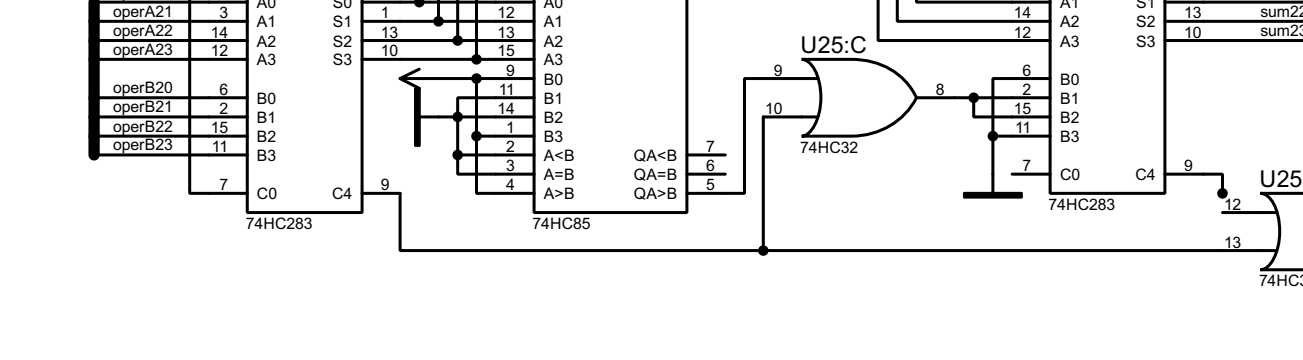 A0 S0 A0 A1 S1
operA21 3 A1 S1 1 12 A1 14 A2 S2 13 sum22
operA22 14 A2 S2 13 13 A2 12 A3 S3 10 sum23
operA23 12 A3 S3 10 15 A3 U25:C
9 B0 9 6 B0
operB20 6 B0 11 B1 8 2 B1
operB21 2 B1 14 B2 10 15 B2
operB22 15 B2 1 B3 11 B3
operB23 11 B3 2 A<B QA<B 7 74HC32
3 A=B QA=B 6 7 C0 C4 9
7 C0 C4 9 4 A>B QA>B 5 U25
74HC283 74HC85 74HC283 12
13
74HC3